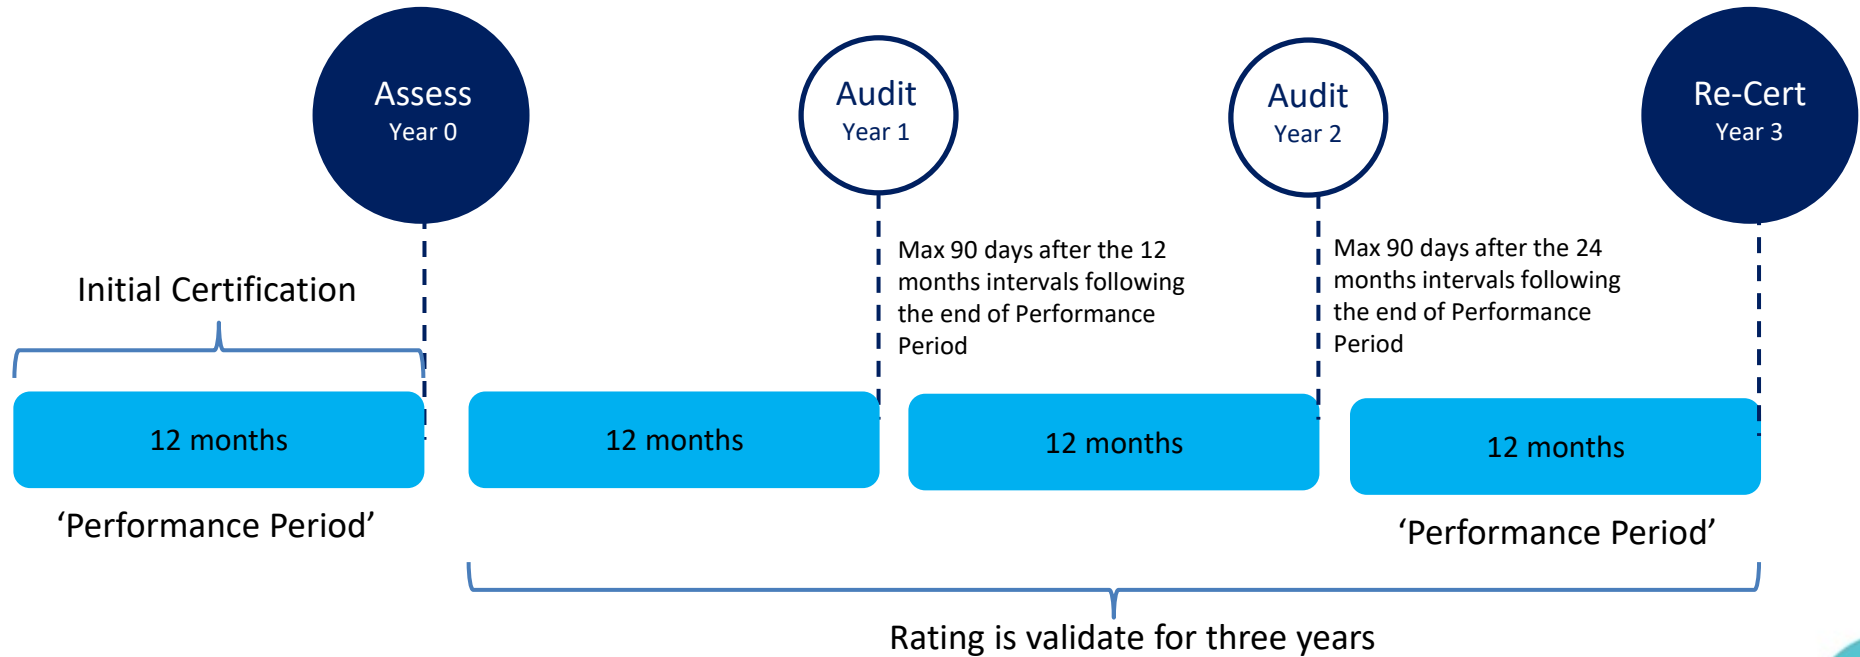 Assess
Year 0
Audit
Year 1
Audit
Year 2
Re-Cert
Year 3
Initial Certification
Max 90 days after the 12
months intervals following
the end of Performance
Period
Max 90 days after the 24
months intervals following
the end of Performance
Period
12 months
12 months
12 months
12 months
‘Performance Period’
‘Performance Period’
Rating is validate for three years